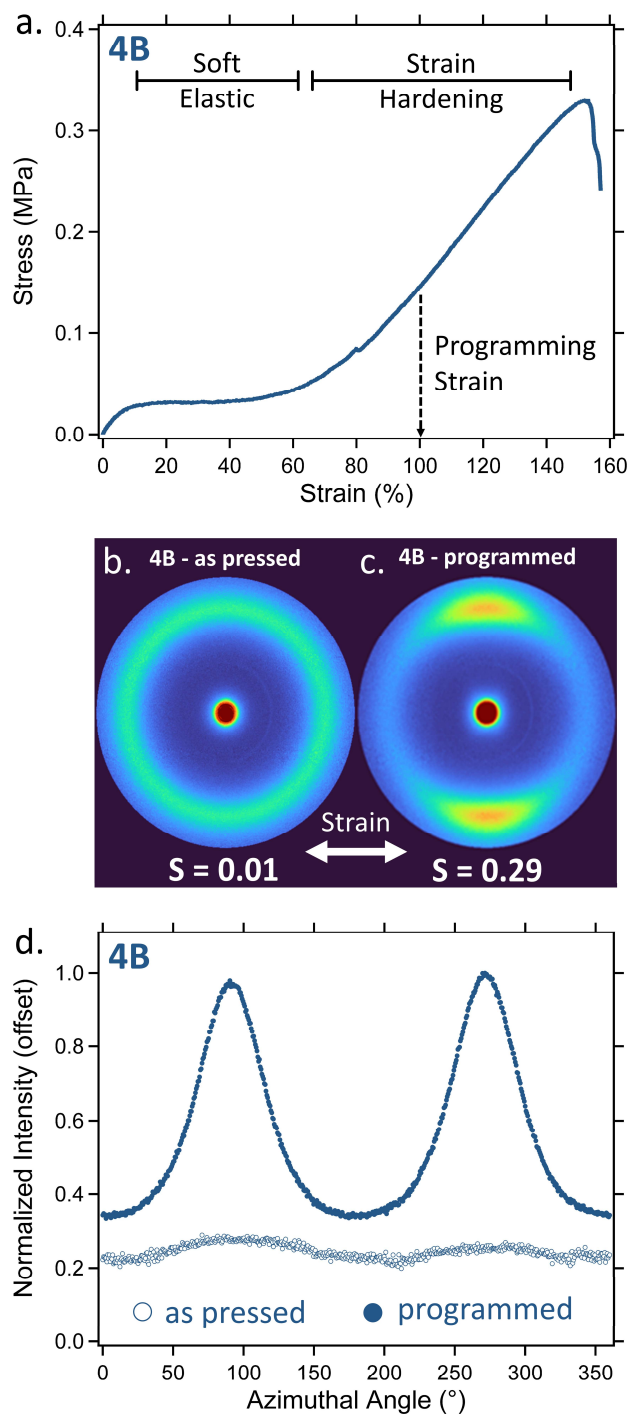 a.
4B
Soft
Elastic
Strain
Hardening
Programming
Strain
0.4
0.3
0.2
0.1
0.0
Stress (MPa)
0 20 40 60 80 100 120 140 160
Strain (%)
b. 4B - as pressed
c. 4B - programmed
Strain
S = 0.01
S = 0.29
d.
4B
1.0
0.8
0.6
0.4
0.2
0.0
Normalized Intensity (offset)
as pressed
programmed
0 50 100 150 200 250 300 350
Azimuthal Angle (°)